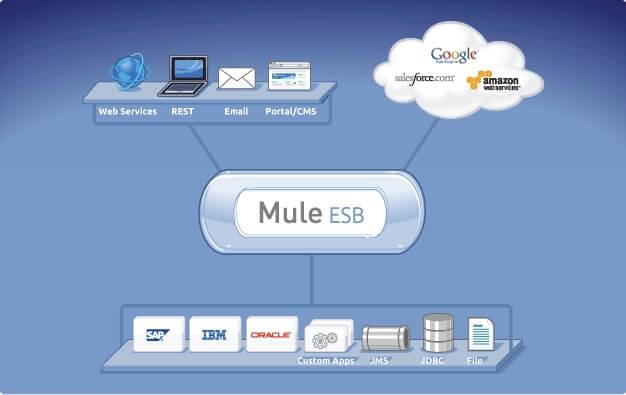 Google
App Engine
salesforce.com
amazon
web services
Web Services REST Email Portal/CMS
Mule ESB
SAP IBM ORACLE
Custom Apps JMS JDBC File